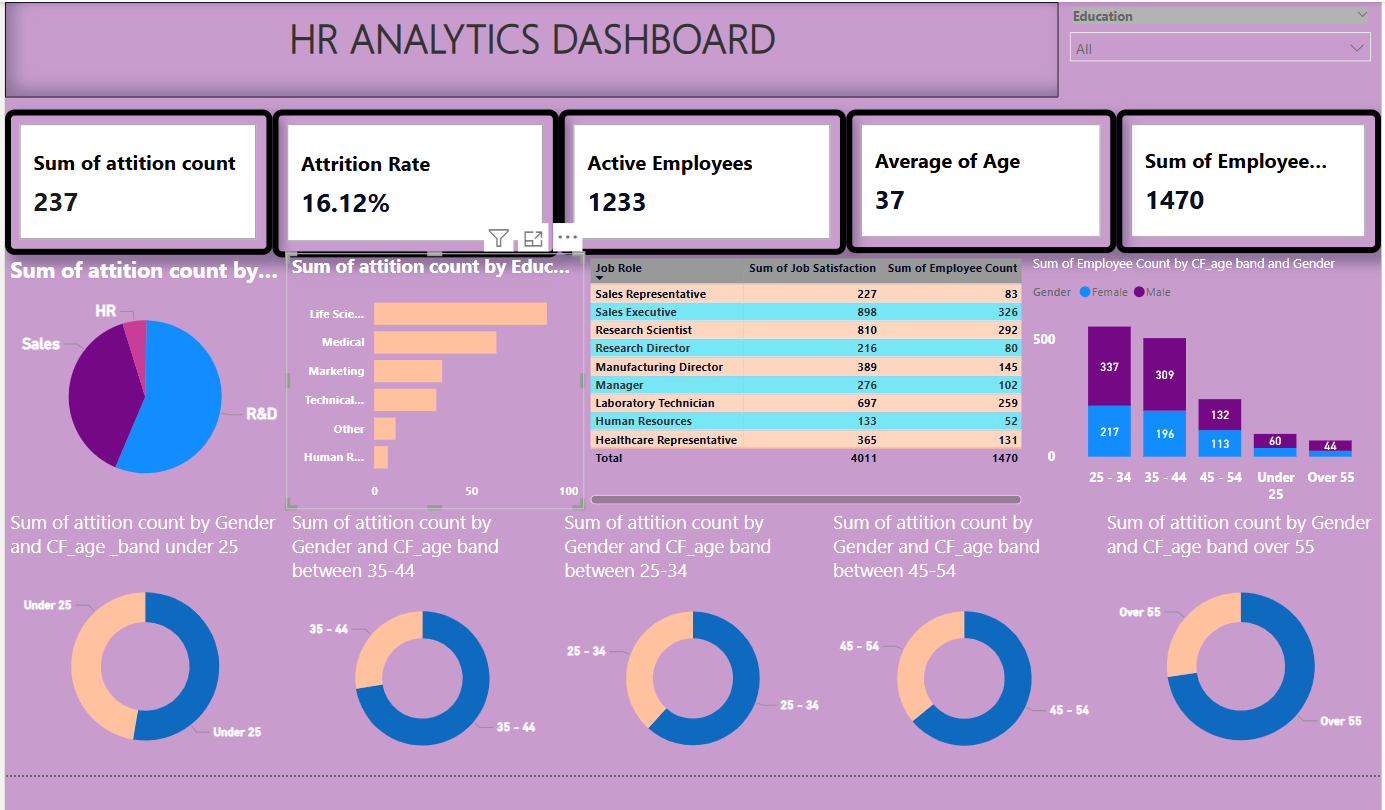 HR ANALYTICS DASHBOARD
Education
All
Sum of attition count
237
Attrition Rate
16.12%
Active Employees
1233
Average of Age
37
Sum of Employee...
1470
Sum of attition count by...
HR
Sales
R&D
Sum of attition count by Educ...
Life Scie...
Medical
Marketing
Technical...
Other
Human R...
0 50 100
Job Role Sum of Job Satisfaction Sum of Employee Count
Sales Representative 227 83
Sales Executive 898 326
Research Scientist 810 292
Research Director 216 80
Manufacturing Director 389 145
Manager 276 102
Laboratory Technician 697 259
Human Resources 133 52
Healthcare Representative 365 131
Total 4011 1470
Sum of Employee Count by CF_age band and Gender
Gender Female Male
500
0
337
217
309
196
132
113
60
44
25 - 34 35 - 44 45 - 54 Under 25 Over 55
Sum of attition count by Gender
and CF_age _band under 25
Under 25
Under 25
Sum of attition count by
Gender and CF_age band
between 35-44
35 - 44
35 - 44
Sum of attition count by
Gender and CF_age band
between 25-34
25 - 34
25 - 34
Sum of attition count by
Gender and CF_age band
between 45-54
45 - 54
45 - 54
Sum of attition count by Gender
and CF_age band over 55
Over 55
Over 55